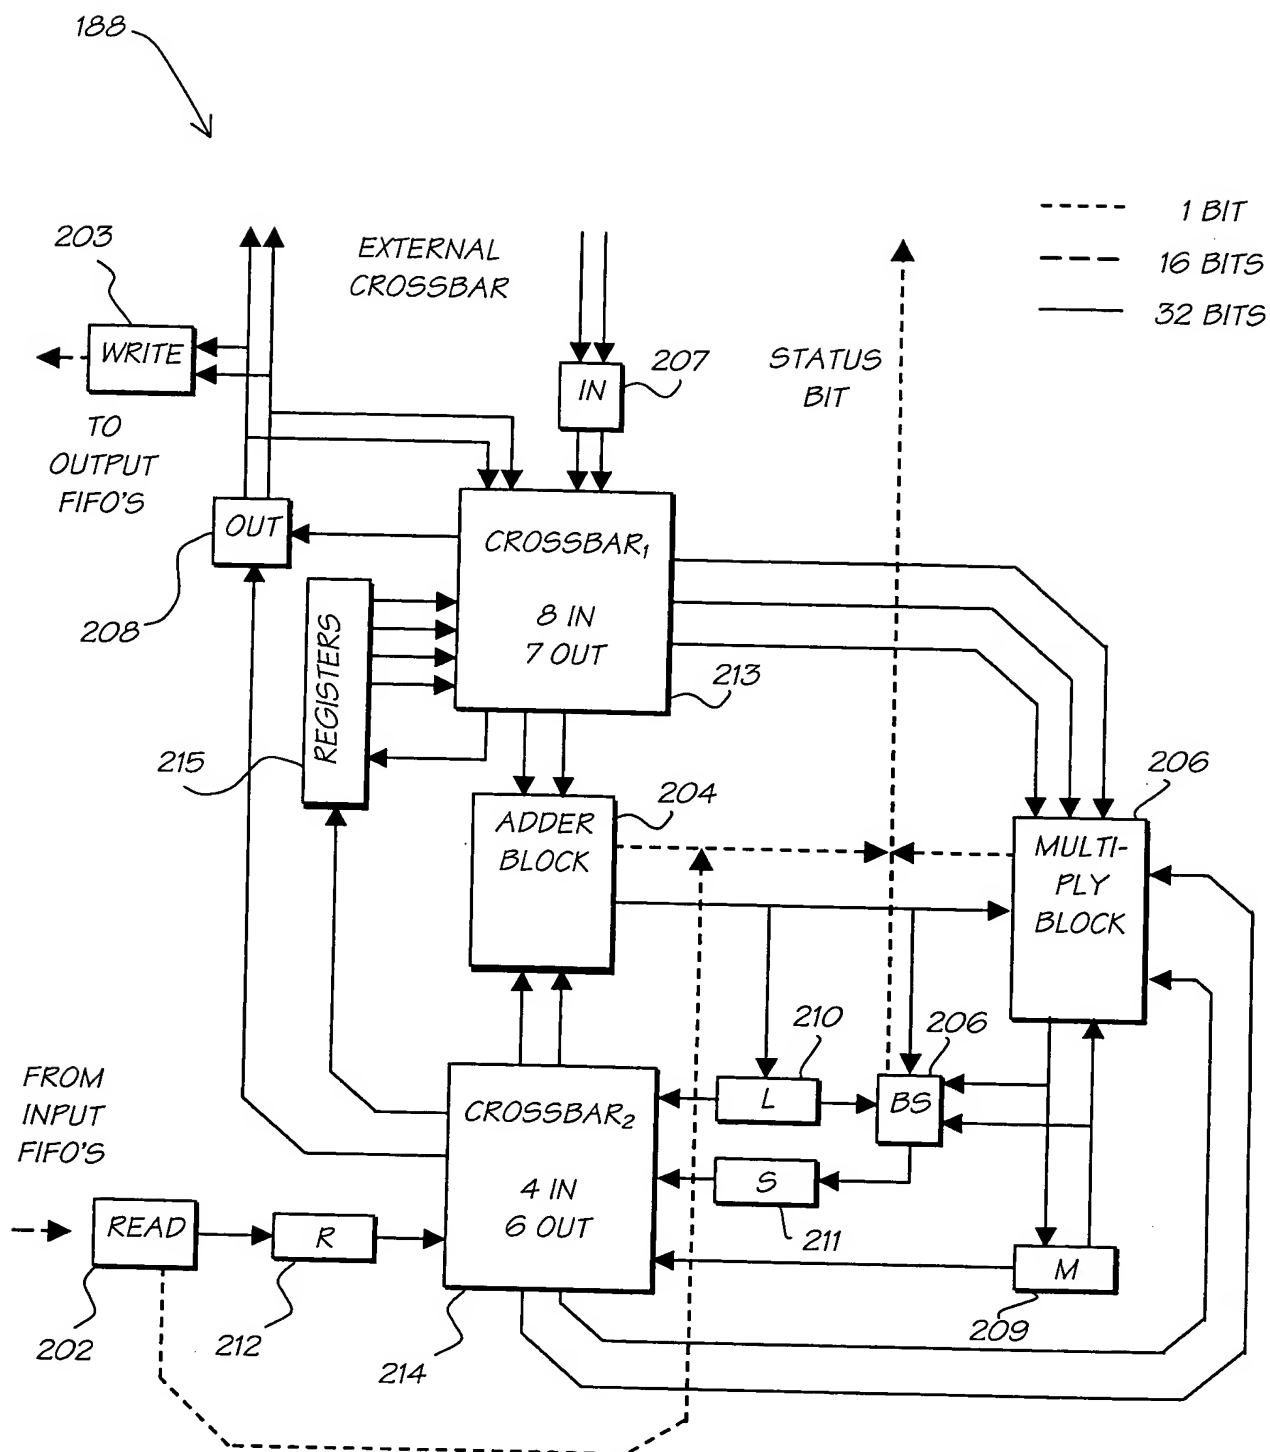 188
1 BIT
16 BITS
32 BITS
203
EXTERNAL
CROSSBAR
WRITE
IN
207
STATUS
BIT
TO
OUTPUT
FIFO'S
OUT
208
CROSSBAR₁
8 IN
7 OUT
213
REGISTERS
215
ADDER
BLOCK
204
206
MULTI-
PLY
BLOCK
210
206
L
BS
FROM
INPUT
FIFO'S
CROSSBAR₂
4 IN
6 OUT
S
211
READ
R
M
202
212
214
209